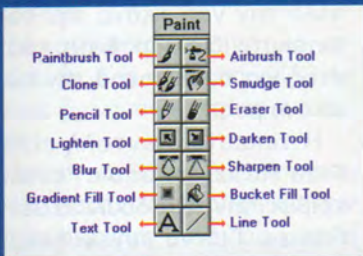 Paint
Paintbrush Tool Airbrush Tool
Clone Tool Smudge Tool
Pencil Tool Eraser Tool
Lighten Tool Darken Tool
Blur Tool Sharpen Tool
Gradient Fill Tool Bucket Fill Tool
Text Tool A Line Tool